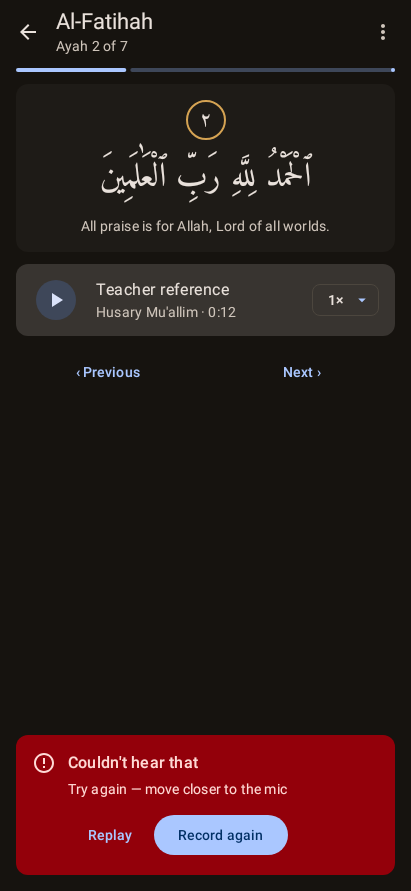 Al-Fatihah
Ayah 2 of 7
٢
ٱلْحَمْدُ لِلَّهِ رَبِّ ٱلْعَٰلَمِينَ
All praise is for Allah, Lord of all worlds.
Teacher reference
Husary Mu'allim · 0:12
1×
‹ Previous
Next ›
Couldn't hear that
Try again — move closer to the mic
Replay
Record again